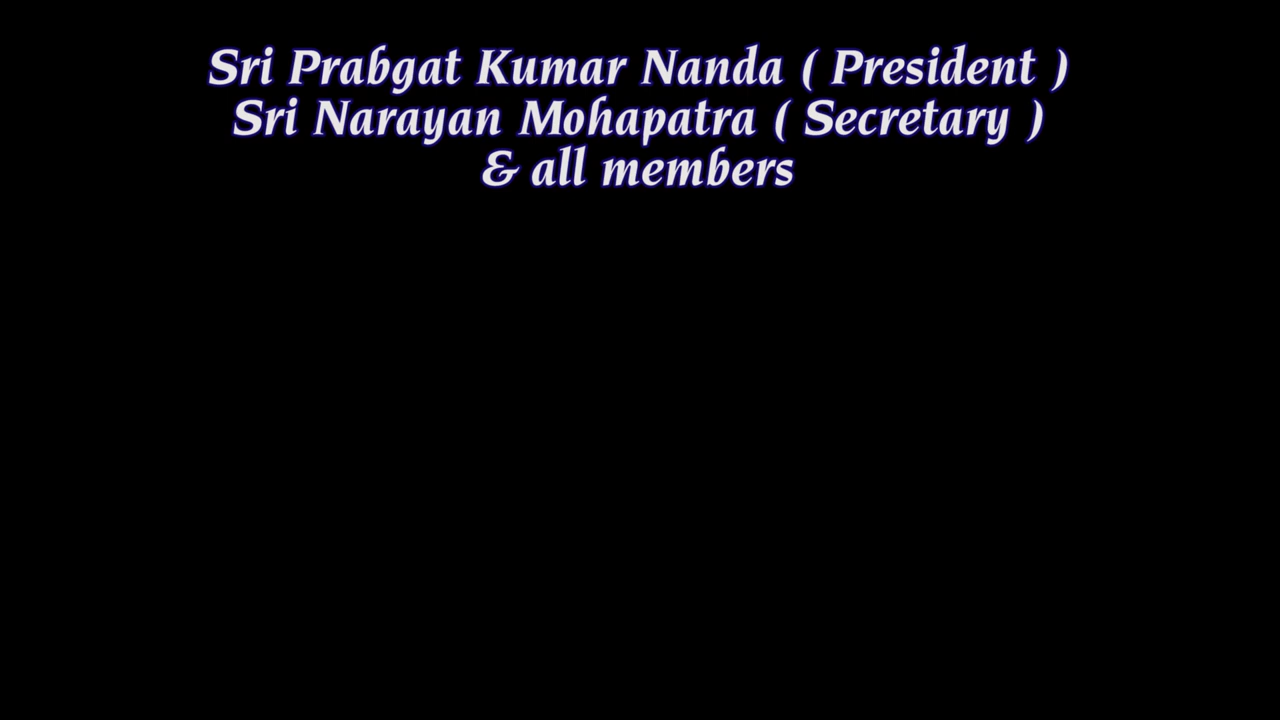 Sri Prabgat Kumar Nanda ( President )
Sri Narayan Mohapatra ( Secretary )
& all members